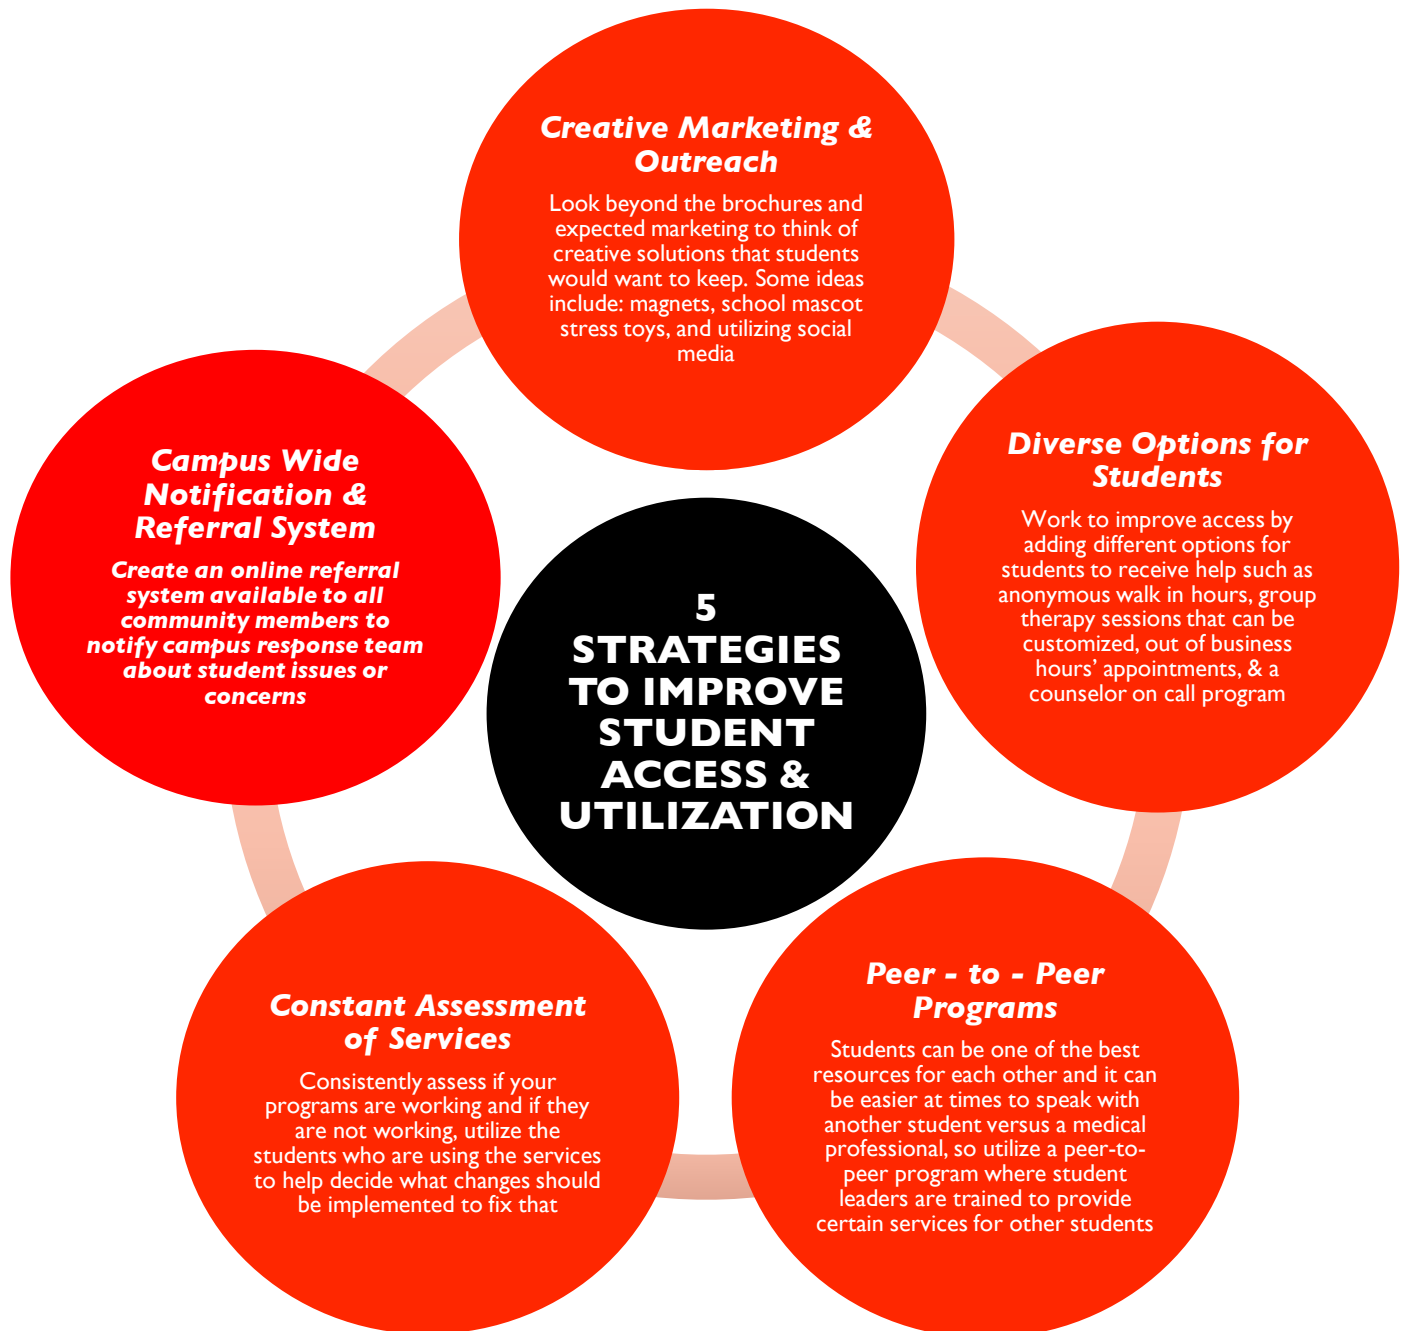 Creative Marketing &
Outreach
Look beyond the brochures and
expected marketing to think of
creative solutions that students
would want to keep. Some ideas
include: magnets, school mascot
stress toys, and utilizing social
media
Diverse Options for
Students
Work to improve access by
adding different options for
students to receive help such as
anonymous walk in hours, group
therapy sessions that can be
customized, out of business
hours’ appointments, & a
counselor on call program
Peer - to - Peer
Programs
Students can be one of the best
resources for each other and it can
be easier at times to speak with
another student versus a medical
professional, so utilize a peer-to-
peer program where student
leaders are trained to provide
certain services for other students
Constant Assessment
of Services
Consistently assess if your
programs are working and if they
are not working, utilize the
students who are using the services
to help decide what changes should
be implemented to fix that
Campus Wide
Notification &
Referral System
Create an online referral
system available to all
community members to
notify campus response team
about student issues or
concerns
5
STRATEGIES
TO IMPROVE
STUDENT
ACCESS &
UTILIZATION